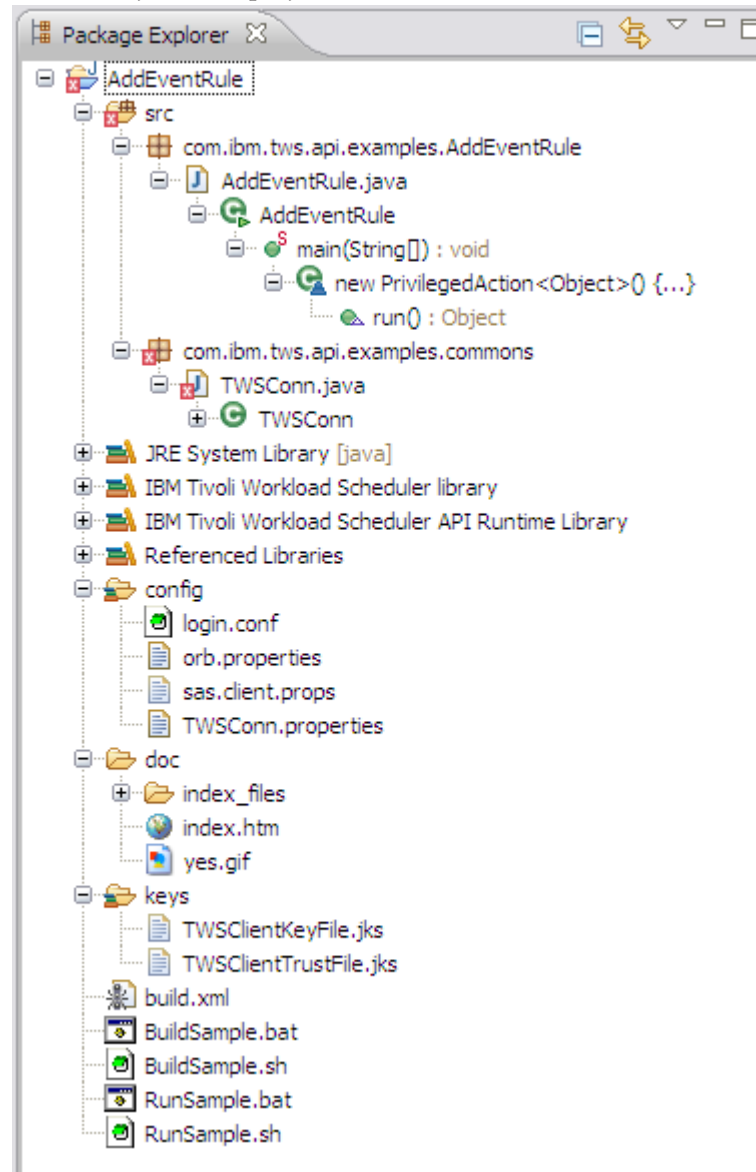 Package Explorer
AddEventRule
src
com.ibm.tws.api.examples.AddEventRule
AddEventRule.java
AddEventRule
main(String[]) : void
new PrivilegedAction<Object>() {...}
run() : Object
com.ibm.tws.api.examples.commons
TWSConn.java
TWSConn
JRE System Library [java]
IBM Tivoli Workload Scheduler library
IBM Tivoli Workload Scheduler API Runtime Library
Referenced Libraries
config
login.conf
orb.properties
sas.client.props
TWSConn.properties
doc
index_files
index.htm
yes.gif
keys
TWSClientKeyFile.jks
TWSClientTrustFile.jks
build.xml
BuildSample.bat
BuildSample.sh
RunSample.bat
RunSample.sh